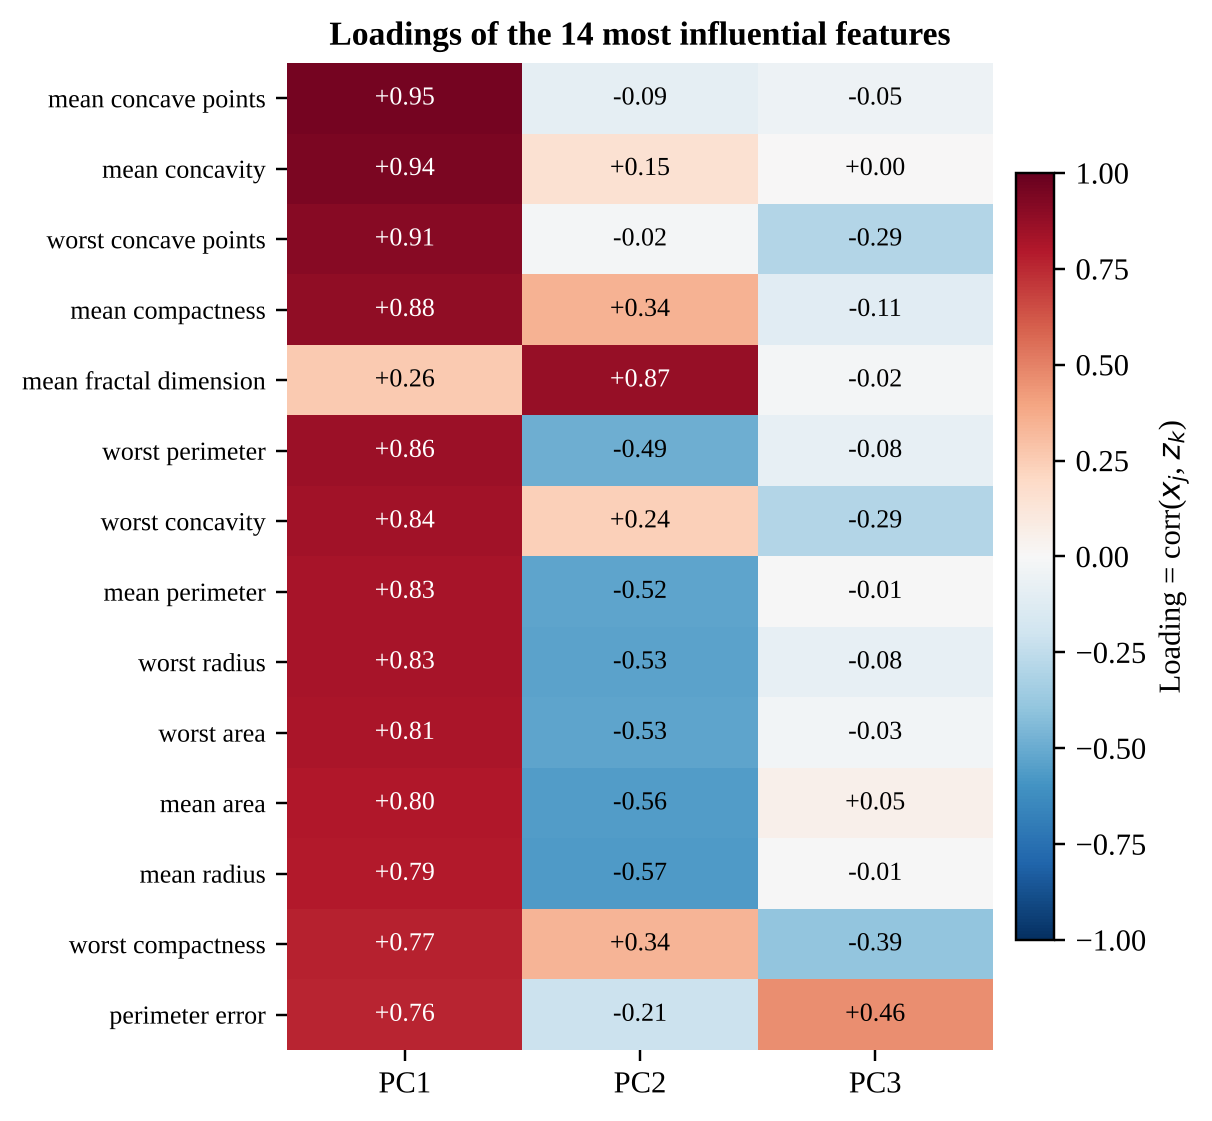 Loadings of the 14 most influential features
mean concave points +0.95 -0.09 -0.05
mean concavity +0.94 +0.15 +0.00
worst concave points +0.91 -0.02 -0.29
mean compactness +0.88 +0.34 -0.11
mean fractal dimension +0.26 +0.87 -0.02
worst perimeter +0.86 -0.49 -0.08
worst concavity +0.84 +0.24 -0.29
mean perimeter +0.83 -0.52 -0.01
worst radius +0.83 -0.53 -0.08
worst area +0.81 -0.53 -0.03
mean area +0.80 -0.56 +0.05
mean radius +0.79 -0.57 -0.01
worst compactness +0.77 +0.34 -0.39
perimeter error +0.76 -0.21 +0.46
PC1 PC2 PC3
1.00
0.75
0.50
0.25
0.00
−0.25
−0.50
−0.75
−1.00
Loading = corr(x_j, z_k)